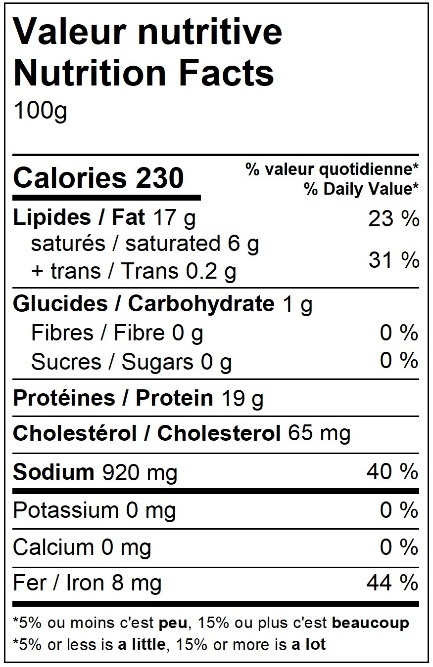 Valeur nutritive
Nutrition Facts
100g
Calories 230
% valeur quotidienne*
% Daily Value*
Lipides / Fat 17 g 23 %
saturés / saturated 6 g
+ trans / Trans 0.2 g 31 %
Glucides / Carbohydrate 1 g
Fibres / Fibre 0 g 0 %
Sucres / Sugars 0 g 0 %
Protéines / Protein 19 g
Cholestérol / Cholesterol 65 mg
Sodium 920 mg 40 %
Potassium 0 mg 0 %
Calcium 0 mg 0 %
Fer / Iron 8 mg 44 %
*5% ou moins c'est peu, 15% ou plus c'est beaucoup
*5% or less is a little, 15% or more is a lot